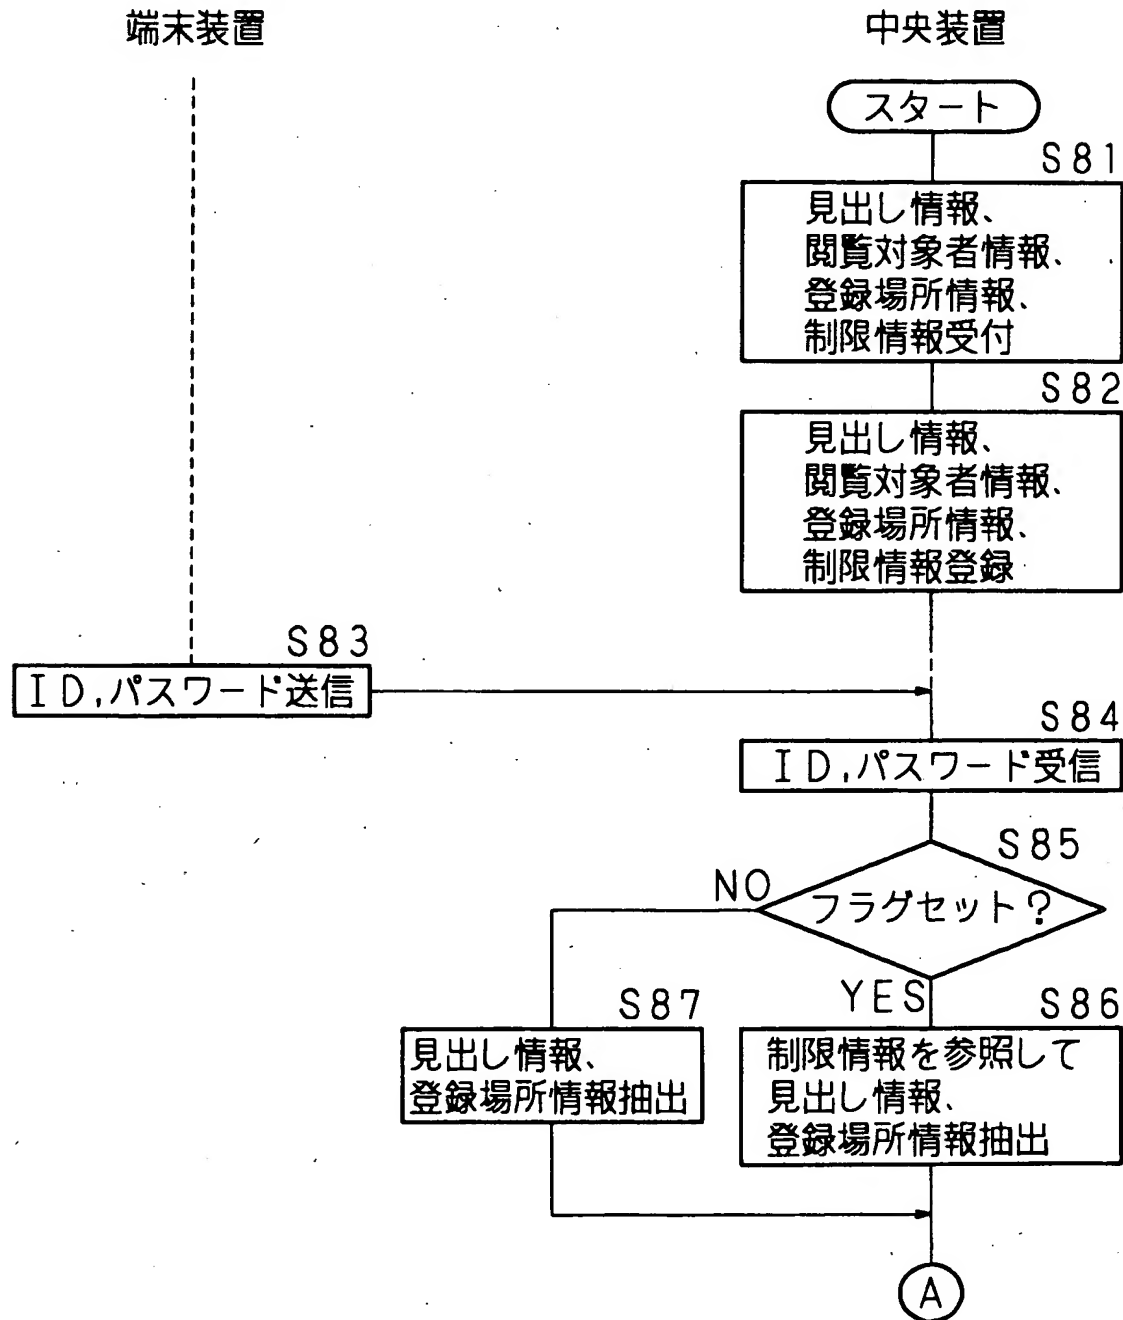 端末装置
中央装置
スタート
S81
見出し情報、
閲覧対象者情報、
登録場所情報、
制限情報受付
S82
見出し情報、
閲覧対象者情報、
登録場所情報、
制限情報登録
S83
ID,パスワード送信
S84
ID,パスワード受信
S85
フラグセット?
NO
YES
S87
見出し情報、
登録場所情報抽出
S86
制限情報を参照して
見出し情報、
登録場所情報抽出
A